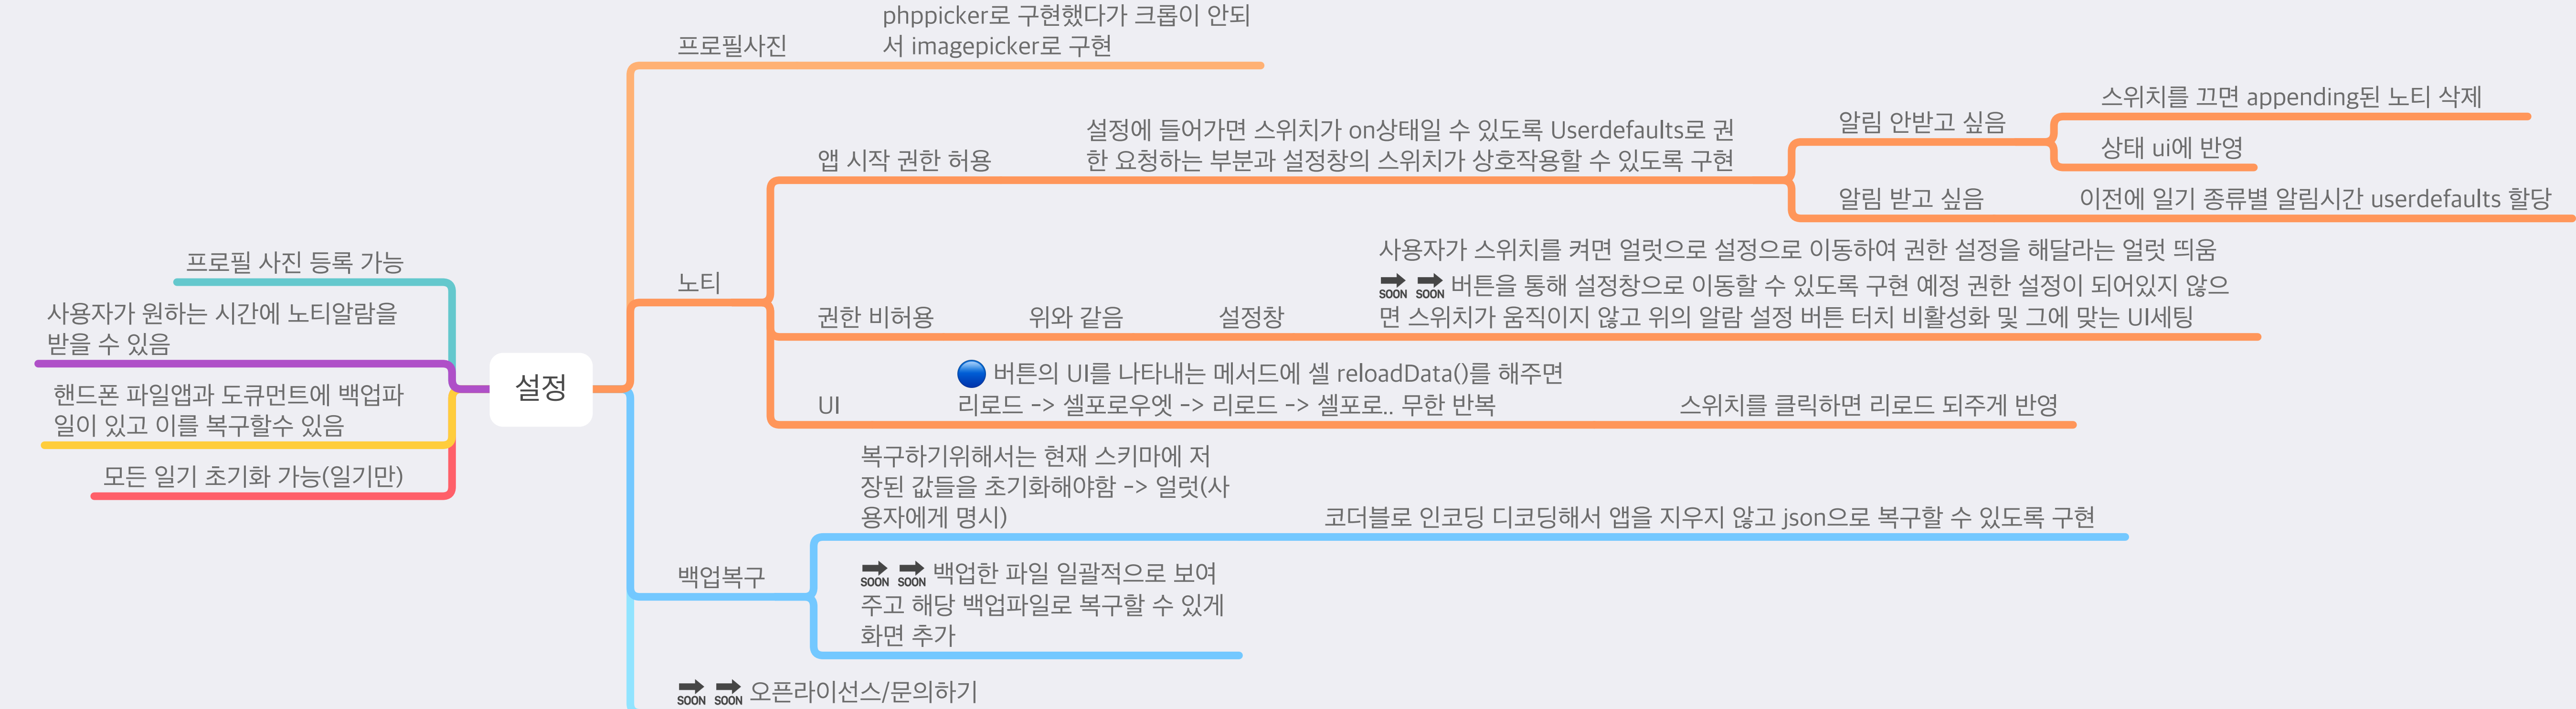 phppicker로 구현했다가 크롭이 안되
서 imagepicker로 구현
프로필사진
스위치를 끄면 appending된 노티 삭제
알림 안받고 싶음
상태 ui에 반영
설정에 들어가면 스위치가 on상태일 수 있도록 Userdefaults로 권
한 요청하는 부분과 설정창의 스위치가 상호작용할 수 있도록 구현
앱 시작 권한 허용
알림 받고 싶음
이전에 일기 종류별 알림시간 userdefaults 할당
노티
사용자가 스위치를 켜면 얼럿으로 설정으로 이동하여 권한 설정을 해달라는 얼럿 띄움
SOON SOON 버튼을 통해 설정창으로 이동할 수 있도록 구현 예정 권한 설정이 되어있지 않으
면 스위치가 움직이지 않고 위의 알람 설정 버튼 터치 비활성화 및 그에 맞는 UI세팅
권한 비허용
위와 같음
설정창
버튼의 UI를 나타내는 메서드에 셀 reloadData()를 해주면
리로드 -> 셀포로우엣 -> 리로드 -> 셀포로.. 무한 반복
UI
스위치를 클릭하면 리로드 되주게 반영
프로필 사진 등록 가능
사용자가 원하는 시간에 노티알람을
받을 수 있음
설정
핸드폰 파일앱과 도큐먼트에 백업파
일이 있고 이를 복구할수 있음
모든 일기 초기화 가능(일기만)
복구하기위해서는 현재 스키마에 저
장된 값들을 초기화해야함 -> 얼럿(사
용자에게 명시)
코더블로 인코딩 디코딩해서 앱을 지우지 않고 json으로 복구할 수 있도록 구현
백업복구
SOON SOON 백업한 파일 일괄적으로 보여
주고 해당 백업파일로 복구할 수 있게
화면 추가
SOON SOON 오픈라이선스/문의하기